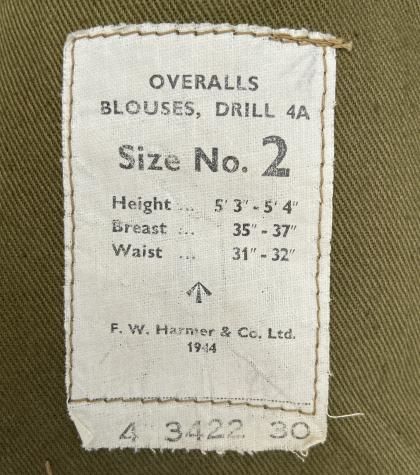 OVERALLS
BLOUSES, DRILL 4A
Size No. 2
Height ... 5' 3" - 5' 4"
Breast ... 35" - 37"
Waist ... 31" - 32"
F. W. Harmer & Co. Ltd.
1944
4 3422 30